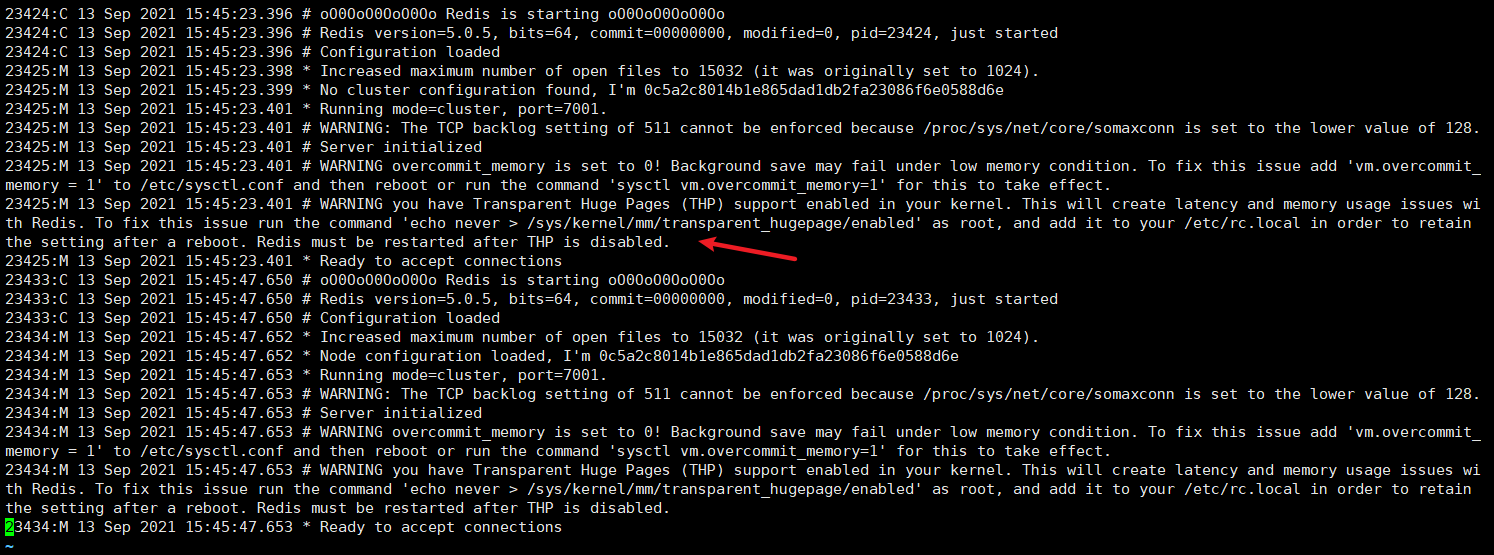 23424:C 13 Sep 2021 15:45:23.396 # oO0OoO0OoO0Oo Redis is starting oO0OoO0OoO0Oo
23424:C 13 Sep 2021 15:45:23.396 # Redis version=5.0.5, bits=64, commit=00000000, modified=0, pid=23424, just started
23424:C 13 Sep 2021 15:45:23.396 # Configuration loaded
23425:M 13 Sep 2021 15:45:23.398 * Increased maximum number of open files to 15032 (it was originally set to 1024).
23425:M 13 Sep 2021 15:45:23.399 * No cluster configuration found, I'm 0c5a2c8014b1e865dad1db2fa23086f6e0588d6e
23425:M 13 Sep 2021 15:45:23.401 * Running mode=cluster, port=7001.
23425:M 13 Sep 2021 15:45:23.401 # WARNING: The TCP backlog setting of 511 cannot be enforced because /proc/sys/net/core/somaxconn is set to the lower value of 128.
23425:M 13 Sep 2021 15:45:23.401 # Server initialized
23425:M 13 Sep 2021 15:45:23.401 # WARNING overcommit_memory is set to 0! Background save may fail under low memory condition. To fix this issue add 'vm.overcommit_
memory = 1' to /etc/sysctl.conf and then reboot or run the command 'sysctl vm.overcommit_memory=1' for this to take effect.
23425:M 13 Sep 2021 15:45:23.401 # WARNING you have Transparent Huge Pages (THP) support enabled in your kernel. This will create latency and memory usage issues wi
th Redis. To fix this issue run the command 'echo never > /sys/kernel/mm/transparent_hugepage/enabled' as root, and add it to your /etc/rc.local in order to retain
the setting after a reboot. Redis must be restarted after THP is disabled.
23425:M 13 Sep 2021 15:45:23.401 * Ready to accept connections
23433:C 13 Sep 2021 15:45:47.650 # oO0OoO0OoO0Oo Redis is starting oO0OoO0OoO0Oo
23433:C 13 Sep 2021 15:45:47.650 # Redis version=5.0.5, bits=64, commit=00000000, modified=0, pid=23433, just started
23433:C 13 Sep 2021 15:45:47.650 # Configuration loaded
23434:M 13 Sep 2021 15:45:47.652 * Increased maximum number of open files to 15032 (it was originally set to 1024).
23434:M 13 Sep 2021 15:45:47.652 * Node configuration loaded, I'm 0c5a2c8014b1e865dad1db2fa23086f6e0588d6e
23434:M 13 Sep 2021 15:45:47.653 * Running mode=cluster, port=7001.
23434:M 13 Sep 2021 15:45:47.653 # WARNING: The TCP backlog setting of 511 cannot be enforced because /proc/sys/net/core/somaxconn is set to the lower value of 128.
23434:M 13 Sep 2021 15:45:47.653 # Server initialized
23434:M 13 Sep 2021 15:45:47.653 # WARNING overcommit_memory is set to 0! Background save may fail under low memory condition. To fix this issue add 'vm.overcommit_
memory = 1' to /etc/sysctl.conf and then reboot or run the command 'sysctl vm.overcommit_memory=1' for this to take effect.
23434:M 13 Sep 2021 15:45:47.653 # WARNING you have Transparent Huge Pages (THP) support enabled in your kernel. This will create latency and memory usage issues wi
th Redis. To fix this issue run the command 'echo never > /sys/kernel/mm/transparent_hugepage/enabled' as root, and add it to your /etc/rc.local in order to retain
the setting after a reboot. Redis must be restarted after THP is disabled.
23434:M 13 Sep 2021 15:45:47.653 * Ready to accept connections
~